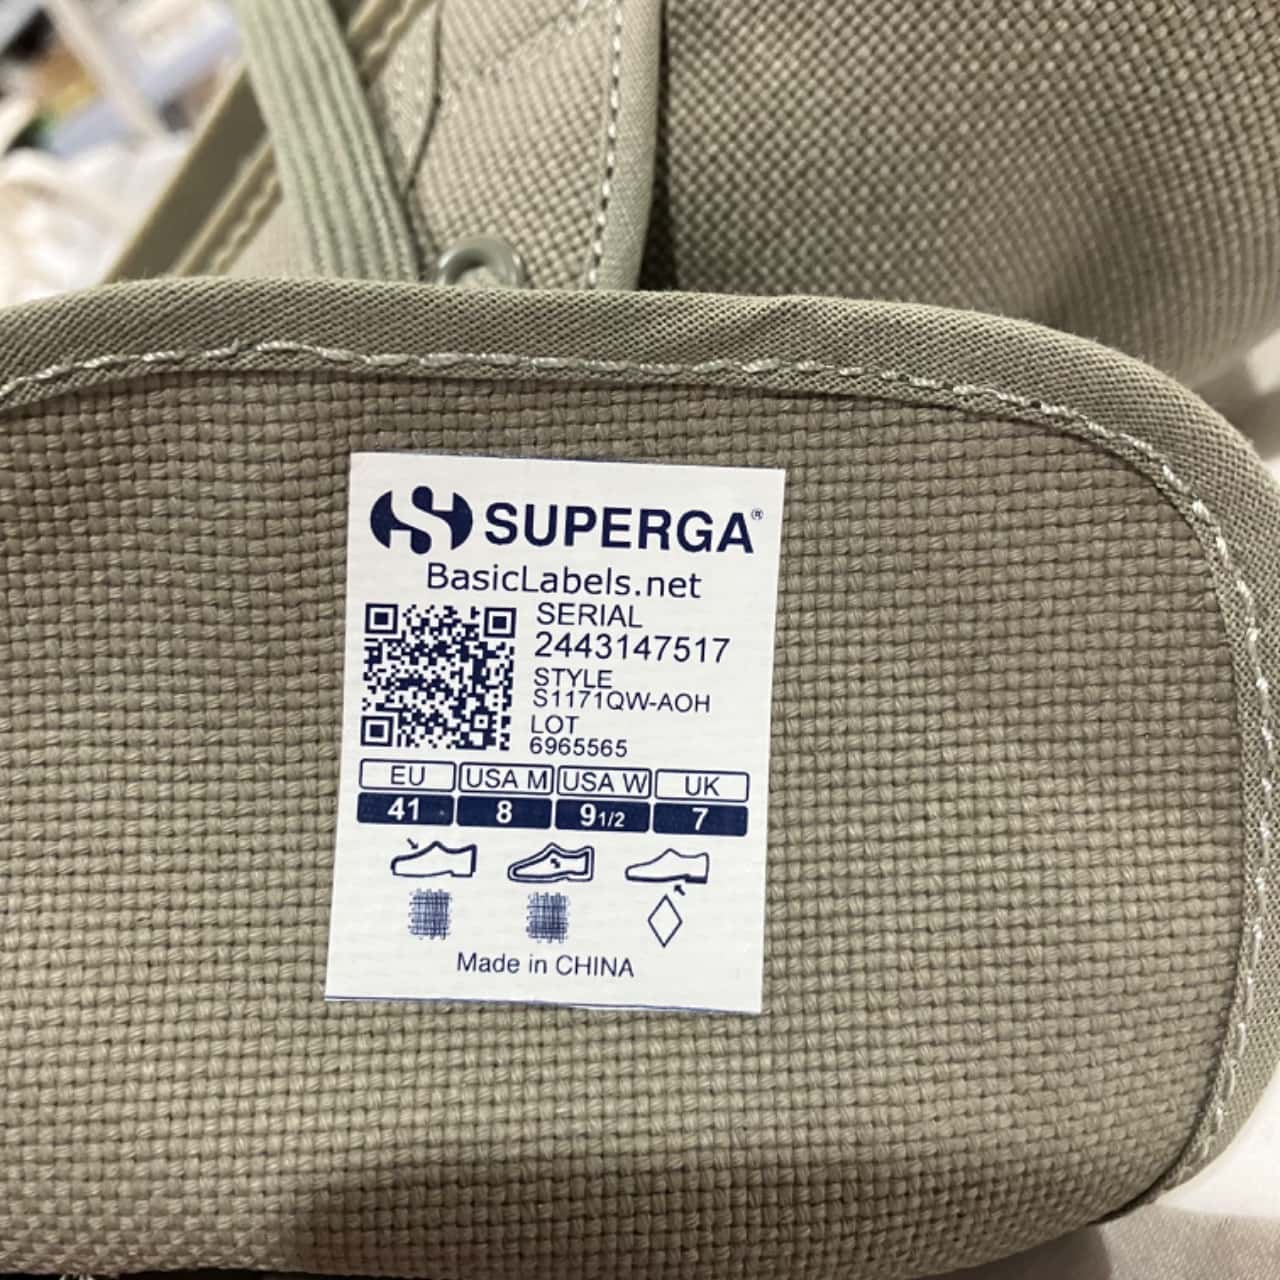 SUPERGA®
BasicLabels.net
SERIAL
2443147517
STYLE
S1171QW-AOH
LOT
6965565
EU USA M USA W UK
41 8 9 1/2 7
Made in CHINA